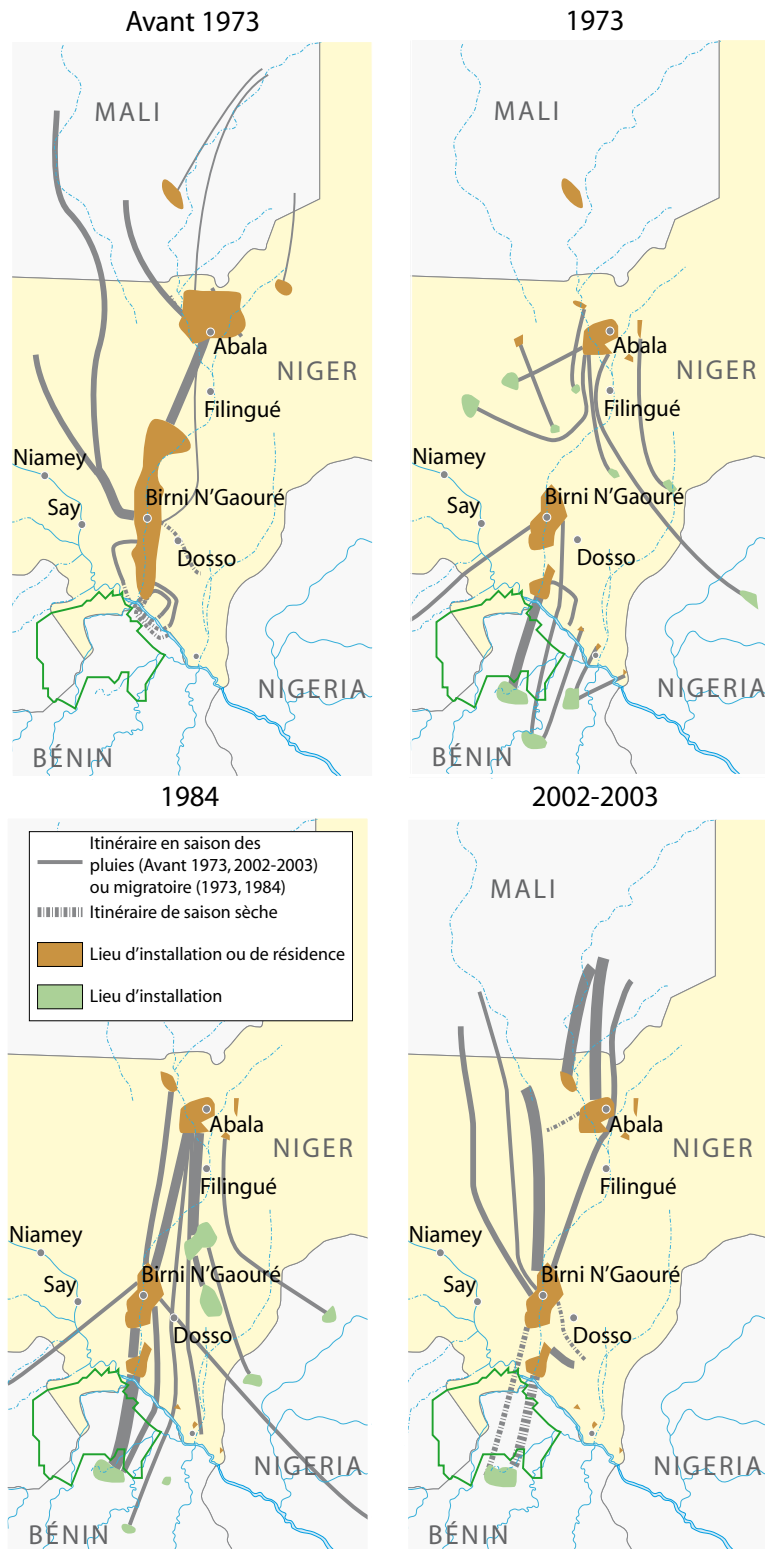 Avant 1973
MALI
Abala
NIGER
Filingué
Niamey
Birni N’Gaouré
Say
Dosso
NIGERIA
BÉNIN
1973
MALI
Abala
NIGER
Filingué
Niamey
Birni N’Gaouré
Say
Dosso
NIGERIA
BÉNIN
1984
Itinéraire en saison des
pluies (Avant 1973, 2002-2003)
ou migratoire (1973, 1984)
Itinéraire de saison sèche
Lieu d’installation ou de résidence
Lieu d’installation
Abala
NIGER
Filingué
Niamey
Birni N’Gaouré
Say
Dosso
NIGERIA
BÉNIN
2002-2003
MALI
Abala
NIGER
Filingué
Niamey
Birni N’Gaouré
Say
Dosso
NIGERIA
BÉNIN